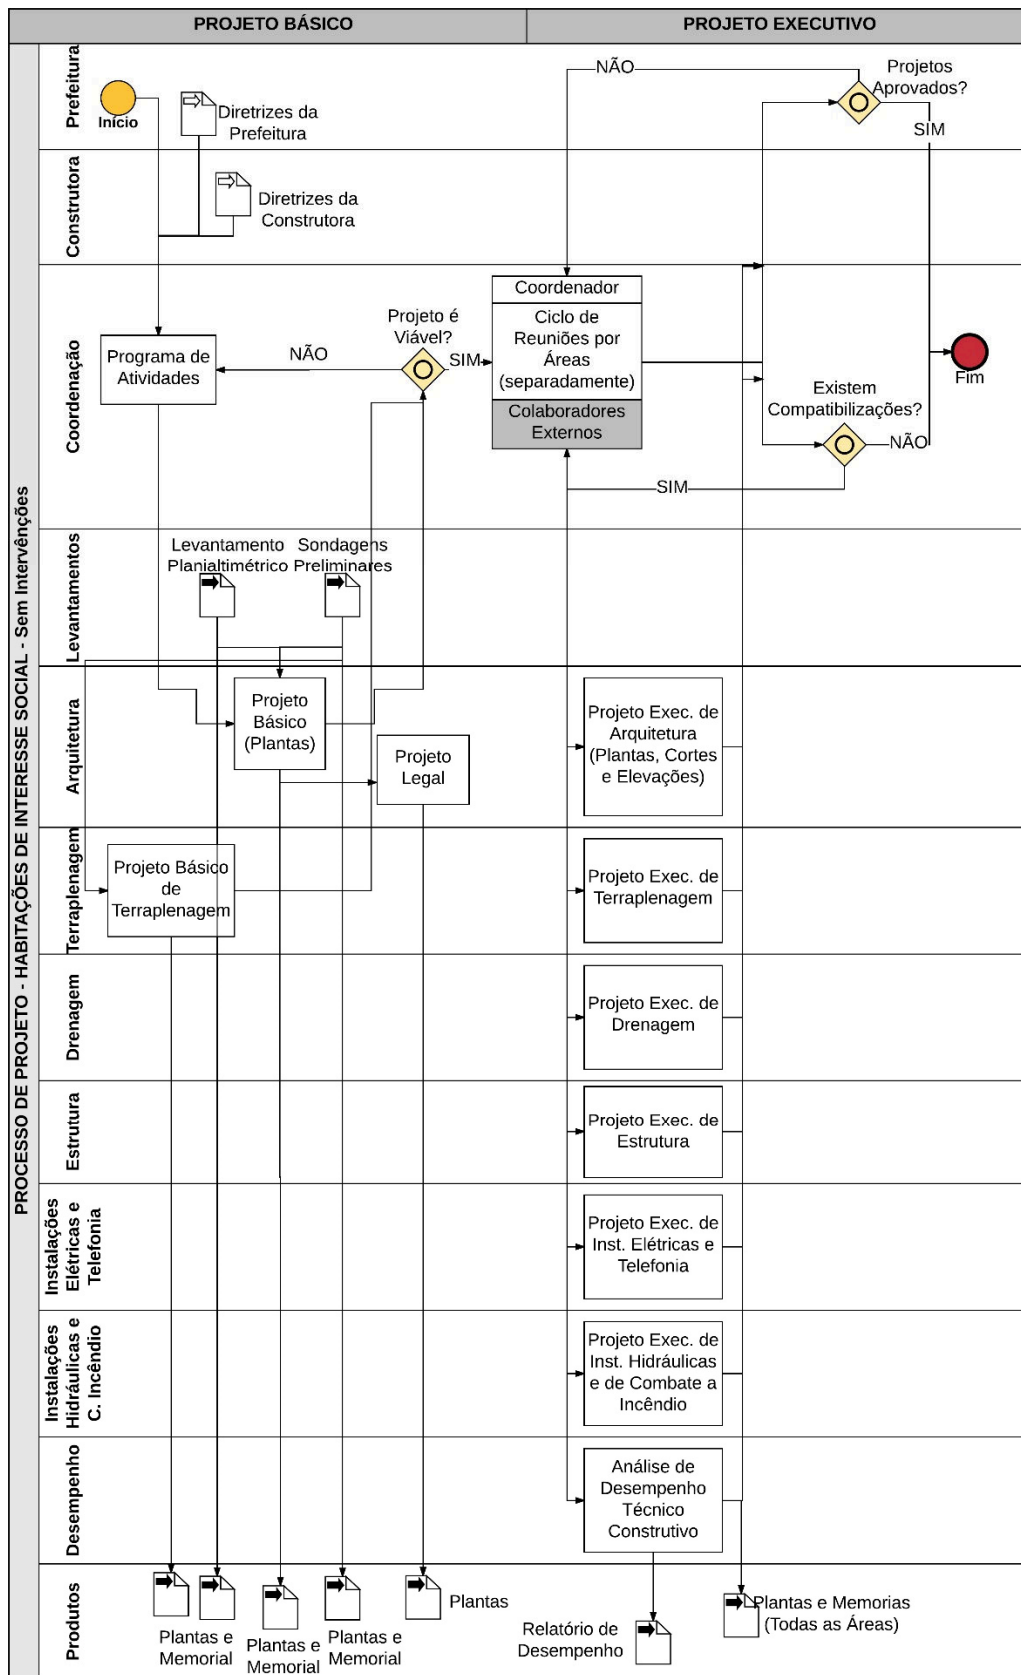 PROJETO BÁSICO
PROJETO EXECUTIVO
PROCESSO DE PROJETO - HABITAÇÕES DE INTERESSE SOCIAL - Sem Intervênções
Prefeitura
Início
Diretrizes da
Prefeitura
NÃO
Projetos
Aprovados?
SIM
Construtora
Diretrizes da
Construtora
Coordenação
Programa de
Atividades
NÃO
Projeto é
Viável?
SIM
Coordenador
Ciclo de
Reuniões por
Áreas
(separadamente)
Colaboradores
Externos
Existem
Compatibilizações?
NÃO
SIM
Fim
Levantamentos
Levantamento
Planialtimétrico
Sondagens
Preliminares
Arquitetura
Projeto
Básico
(Plantas)
Projeto
Legal
Projeto Exec. de
Arquitetura
(Plantas, Cortes
e Elevações)
Terraplenagem
Projeto Básico
de
Terraplenagem
Projeto Exec. de
Terraplenagem
Drenagem
Projeto Exec. de
Drenagem
Estrutura
Projeto Exec. de
Estrutura
Instalações
Elétricas e
Telefonia
Projeto Exec. de
Inst. Elétricas e
Telefonia
Instalações
Hidráulicas e
C. Incêndio
Projeto Exec. de
Inst. Hidráulicas
e de Combate a
Incêndio
Desempenho
Análise de
Desempenho
Técnico
Construtivo
Produtos
Plantas e
Memorial
Plantas e
Memorial
Plantas e
Memorial
Plantas
Relatório de
Desempenho
Plantas e Memorias
(Todas as Áreas)